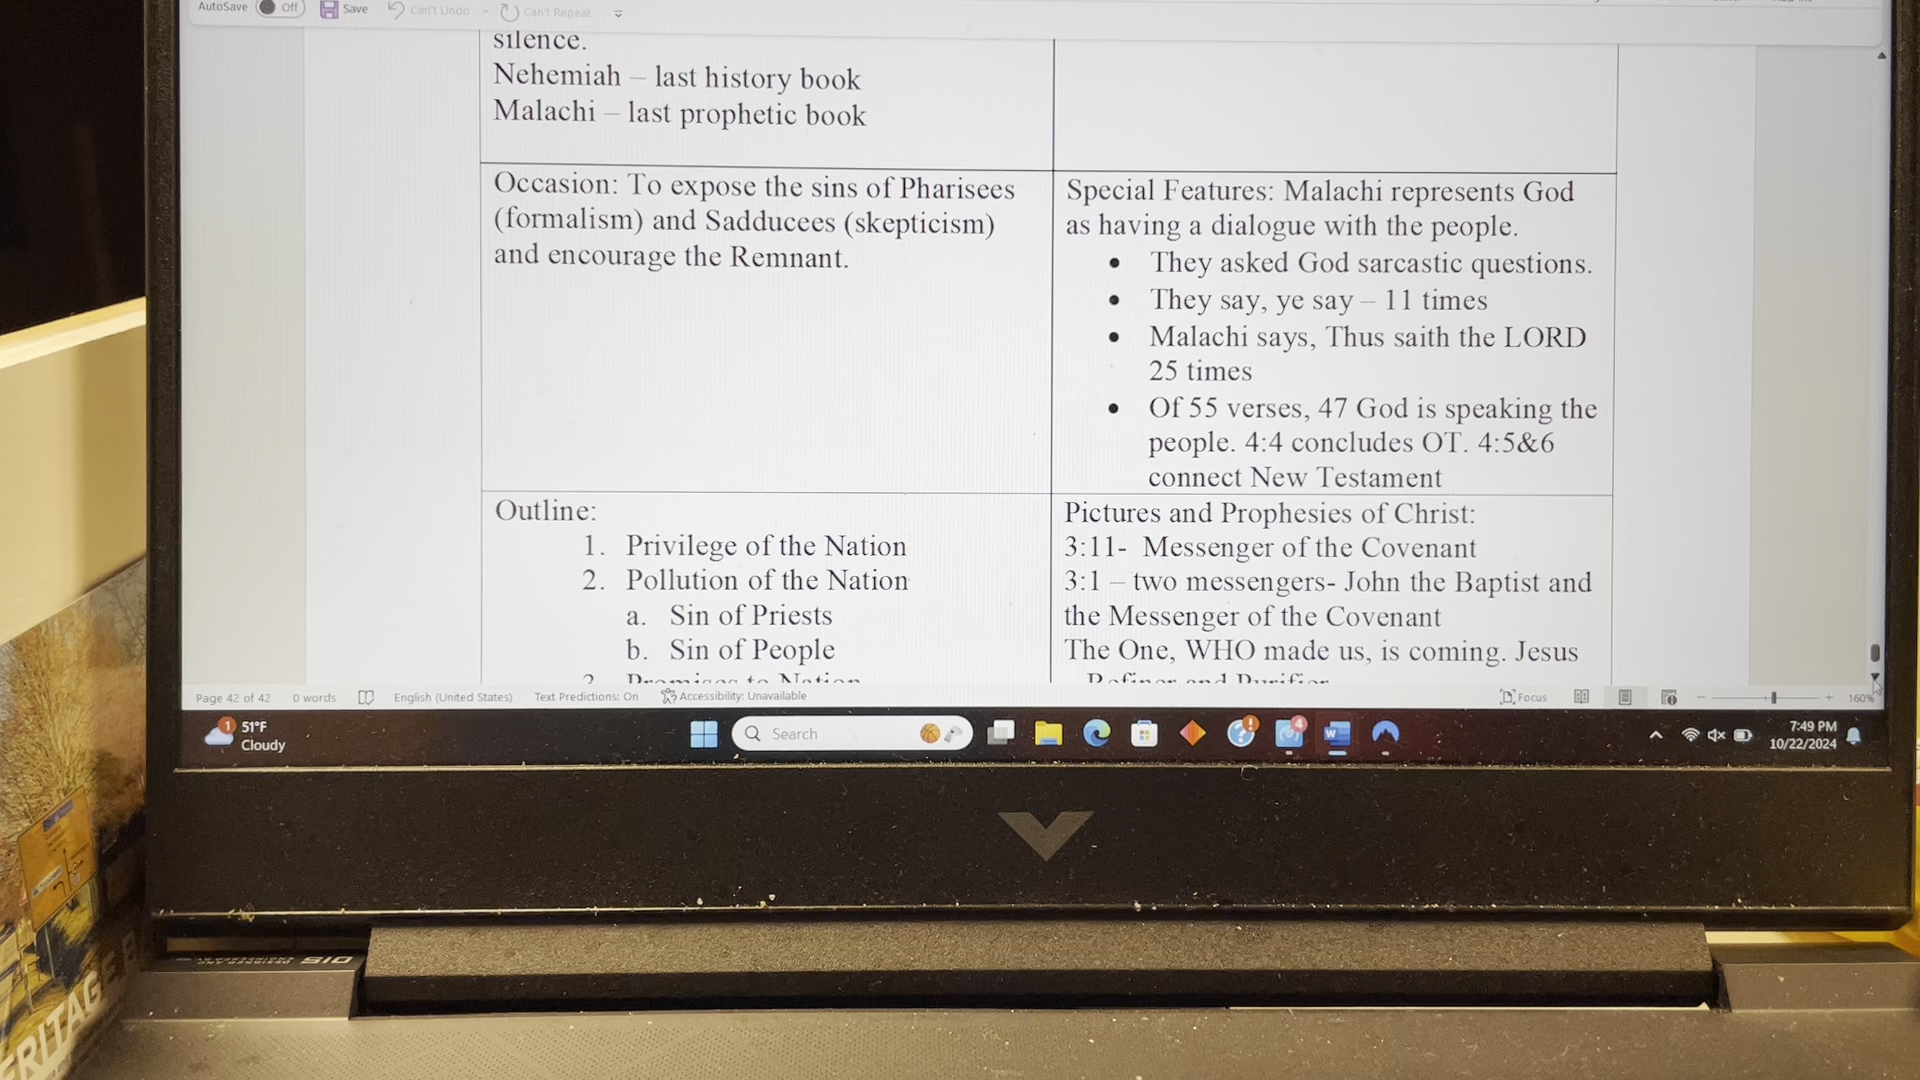 AutoSave Off Save Can't Undo Can't Repeat
silence.
Nehemiah – last history book
Malachi – last prophetic book
Occasion: To expose the sins of Pharisees
(formalism) and Sadducees (skepticism)
and encourage the Remnant.
Special Features: Malachi represents God
as having a dialogue with the people.
• They asked God sarcastic questions.
• They say, ye say – 11 times
• Malachi says, Thus saith the LORD
25 times
• Of 55 verses, 47 God is speaking the
people. 4:4 concludes OT. 4:5&6
connect New Testament
Outline:
1. Privilege of the Nation
2. Pollution of the Nation
a. Sin of Priests
b. Sin of People
Pictures and Prophesies of Christ:
3:11- Messenger of the Covenant
3:1 – two messengers- John the Baptist and
the Messenger of the Covenant
The One, WHO made us, is coming. Jesus
Page 42 of 42 0 words English (United States) Text Predictions: On Accessibility: Unavailable Focus 160%
1 51°F
Cloudy
Search
4
7:49 PM
10/22/2024